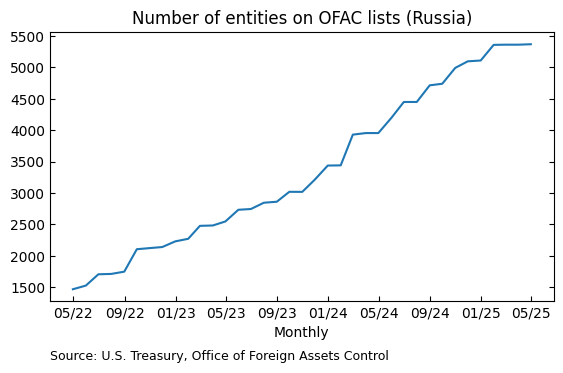 Number of entities on OFAC lists (Russia)
5500
5000
4500
4000
3500
3000
2500
2000
1500
05/22 09/22 01/23 05/23 09/23 01/24 05/24 09/24 01/25 05/25
Monthly
Source: U.S. Treasury, Office of Foreign Assets Control